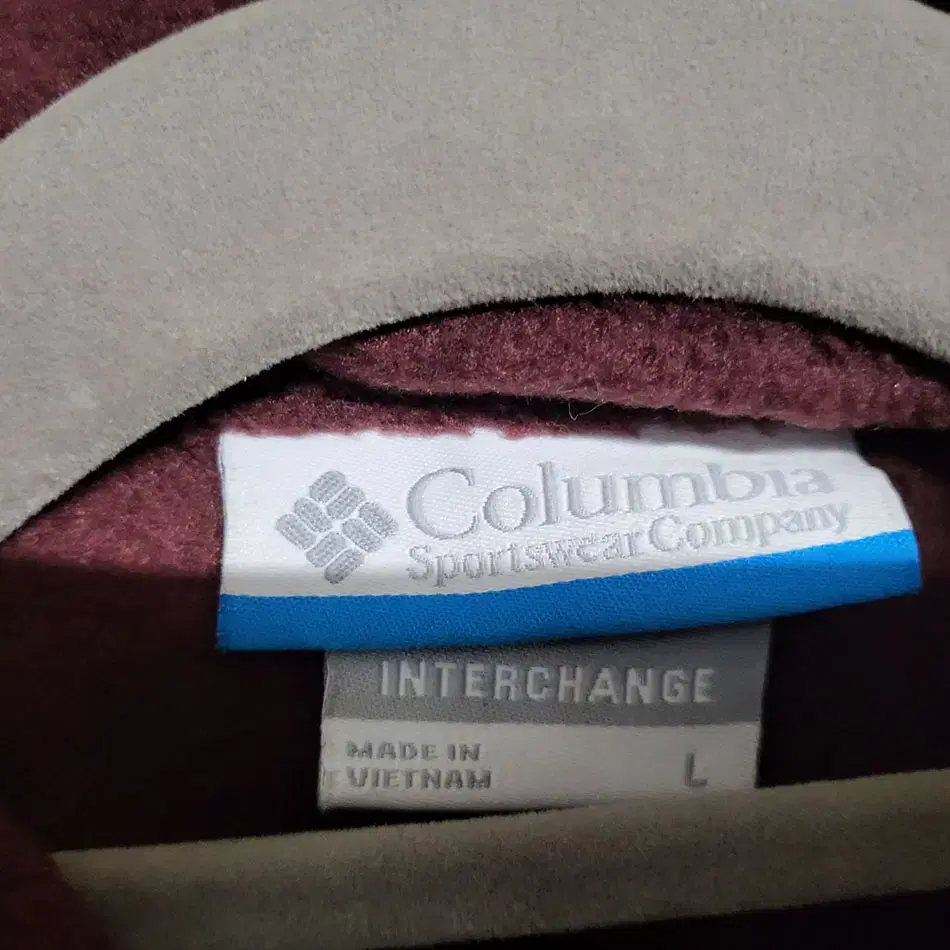 Columbia
Sportswear Company
INTERCHANGE
MADE IN
VIETNAM
L